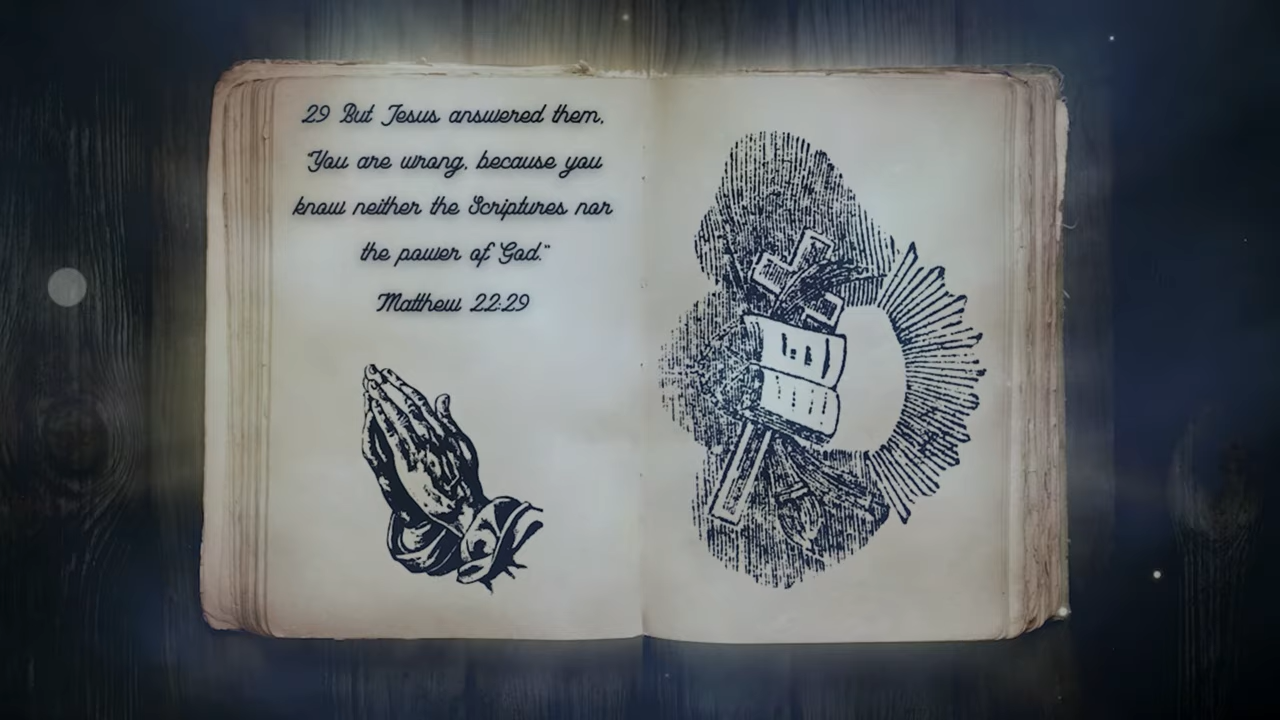 29 But Jesus answered them,
"You are wrong, because you
know neither the Scriptures nor
the power of God."
Matthew 22:29